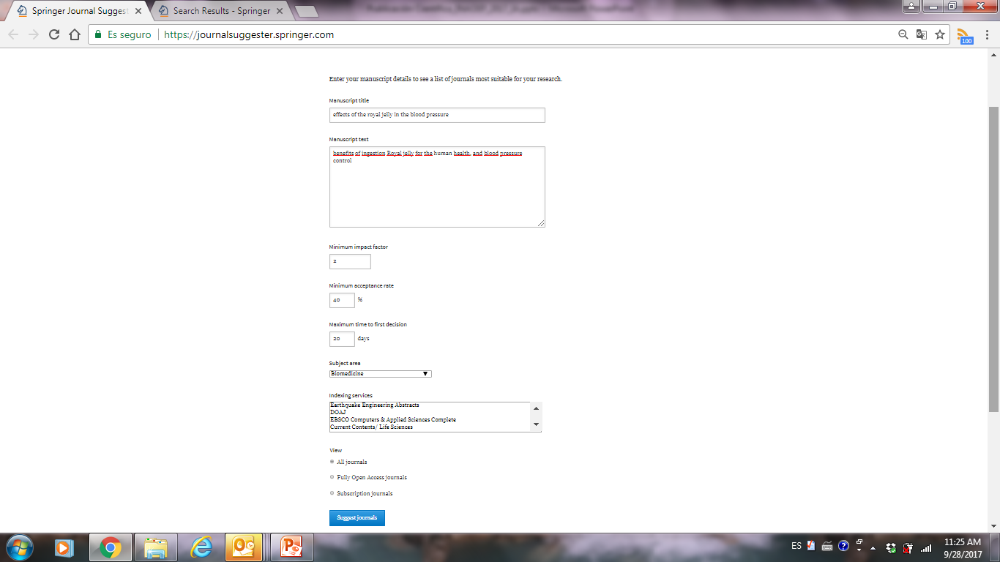 Springer Journal Suggest
Search Results - Springer
Es seguro
https://journalsuggester.springer.com
100
Enter your manuscript details to see a list of journals most suitable for your research.
Manuscript title
effects of the royal jelly in the blood pressure
Manuscript text
benefits of ingestion Royal jelly for the human health, and blood pressure
control
Minimum impact factor
2
Minimum acceptance rate
40 %
Maximum time to first decision
20 days
Subject area
Biomedicine
Indexing services
Earthquake Engineering Abstracts
DOAJ
EBSCO Computers & Applied Sciences Complete
Current Contents/ Life Sciences
View
All journals
Fully Open Access journals
Subscription journals
Suggest journals
ES
11:25 AM
9/28/2017